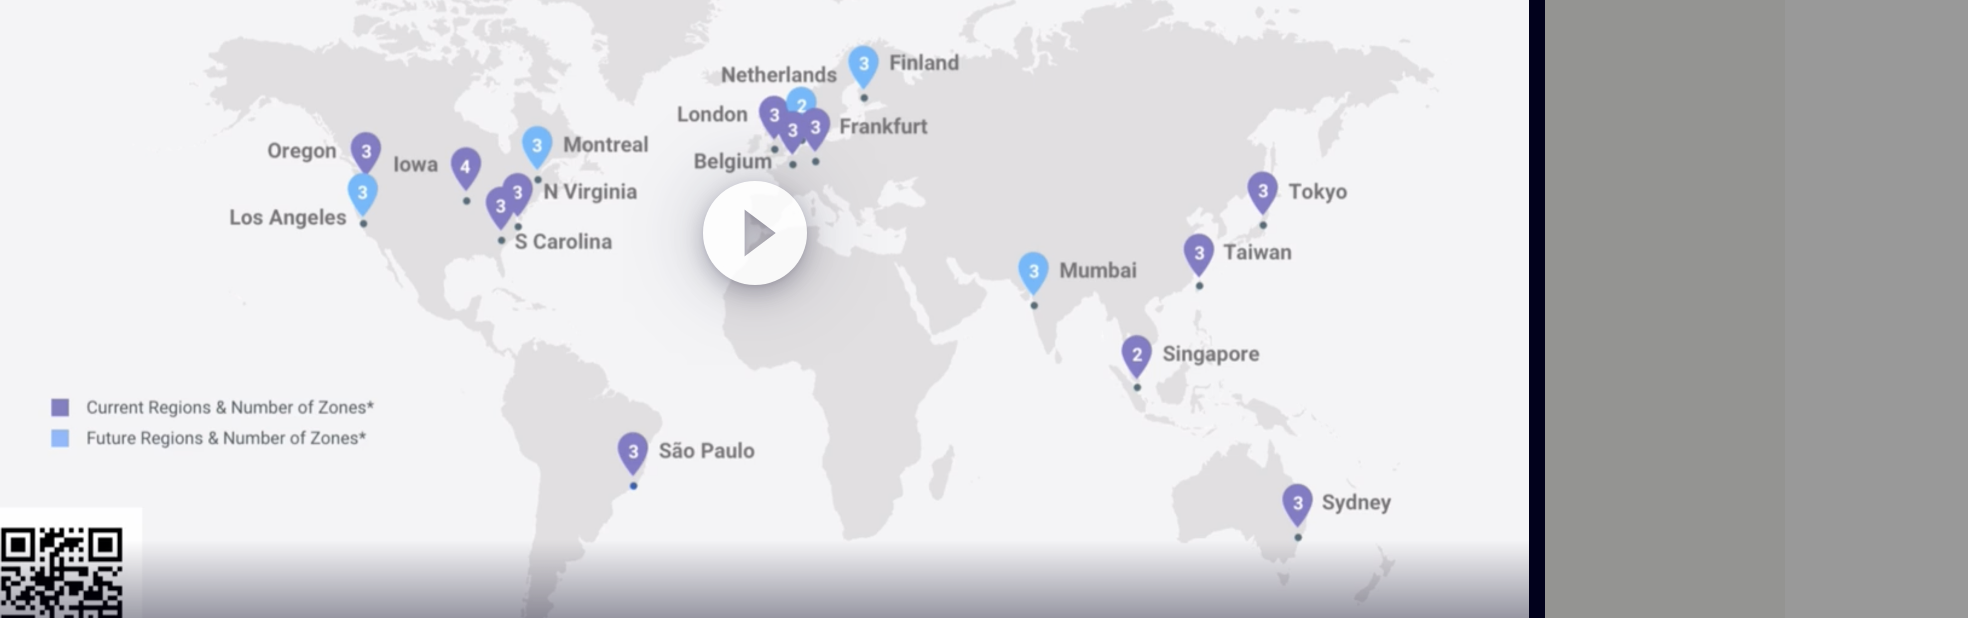 3 Finland
Netherlands
2
London 3
3 3 Frankfurt
Belgium
3 Montreal
Oregon 3
Iowa 4
3
Los Angeles
3 N Virginia
3
S Carolina
3 Tokyo
3 Taiwan
3 Mumbai
2 Singapore
Current Regions & Number of Zones*
Future Regions & Number of Zones*
3 São Paulo
3 Sydney